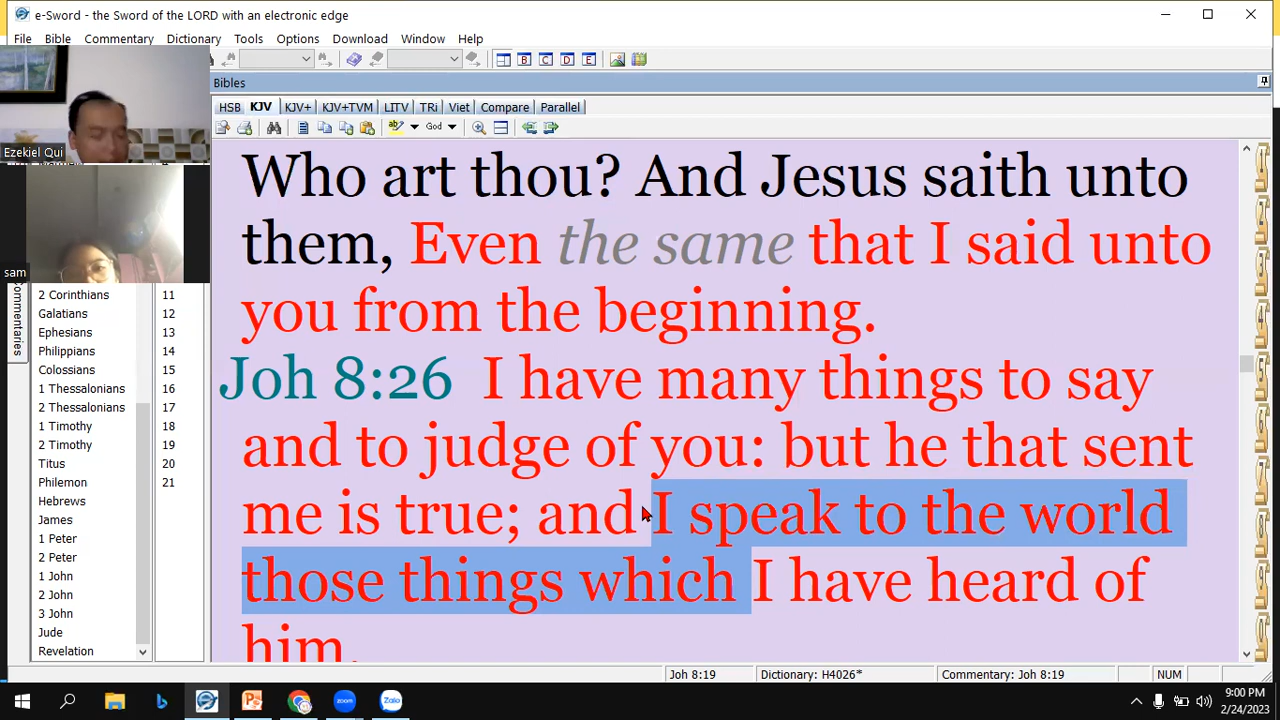 e-Sword - the Sword of the LORD with an electronic edge
File Bible Commentary Dictionary Tools Options Download Window Help
B C D E
Bibles
HSB KJV KJV+ KJV+TVM LITV TRi Viet Compare Parallel
God
Ezekiel Qui
sam
Commentaries
2 Corinthians 11
Galatians 12
Ephesians 13
Philippians 14
Colossians 15
1 Thessalonians 16
2 Thessalonians 17
1 Timothy 18
2 Timothy 19
Titus 20
Philemon 21
Hebrews
James
1 Peter
2 Peter
1 John
2 John
3 John
Jude
Revelation
Who art thou? And Jesus saith unto
them, Even the same that I said unto
you from the beginning.
Joh 8:26 I have many things to say
and to judge of you: but he that sent
me is true; and I speak to the world
those things which I have heard of
him.
Joh 8:19 Dictionary: H4026* Commentary: Joh 8:19 NUM
zoom Zalo
9:00 PM
2/24/2023